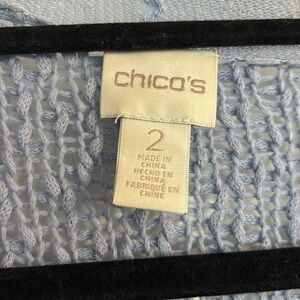 chico's
2
MADE IN
CHINA
HECHO EN
CHINA
FABRIQUÉ EN
CHINE